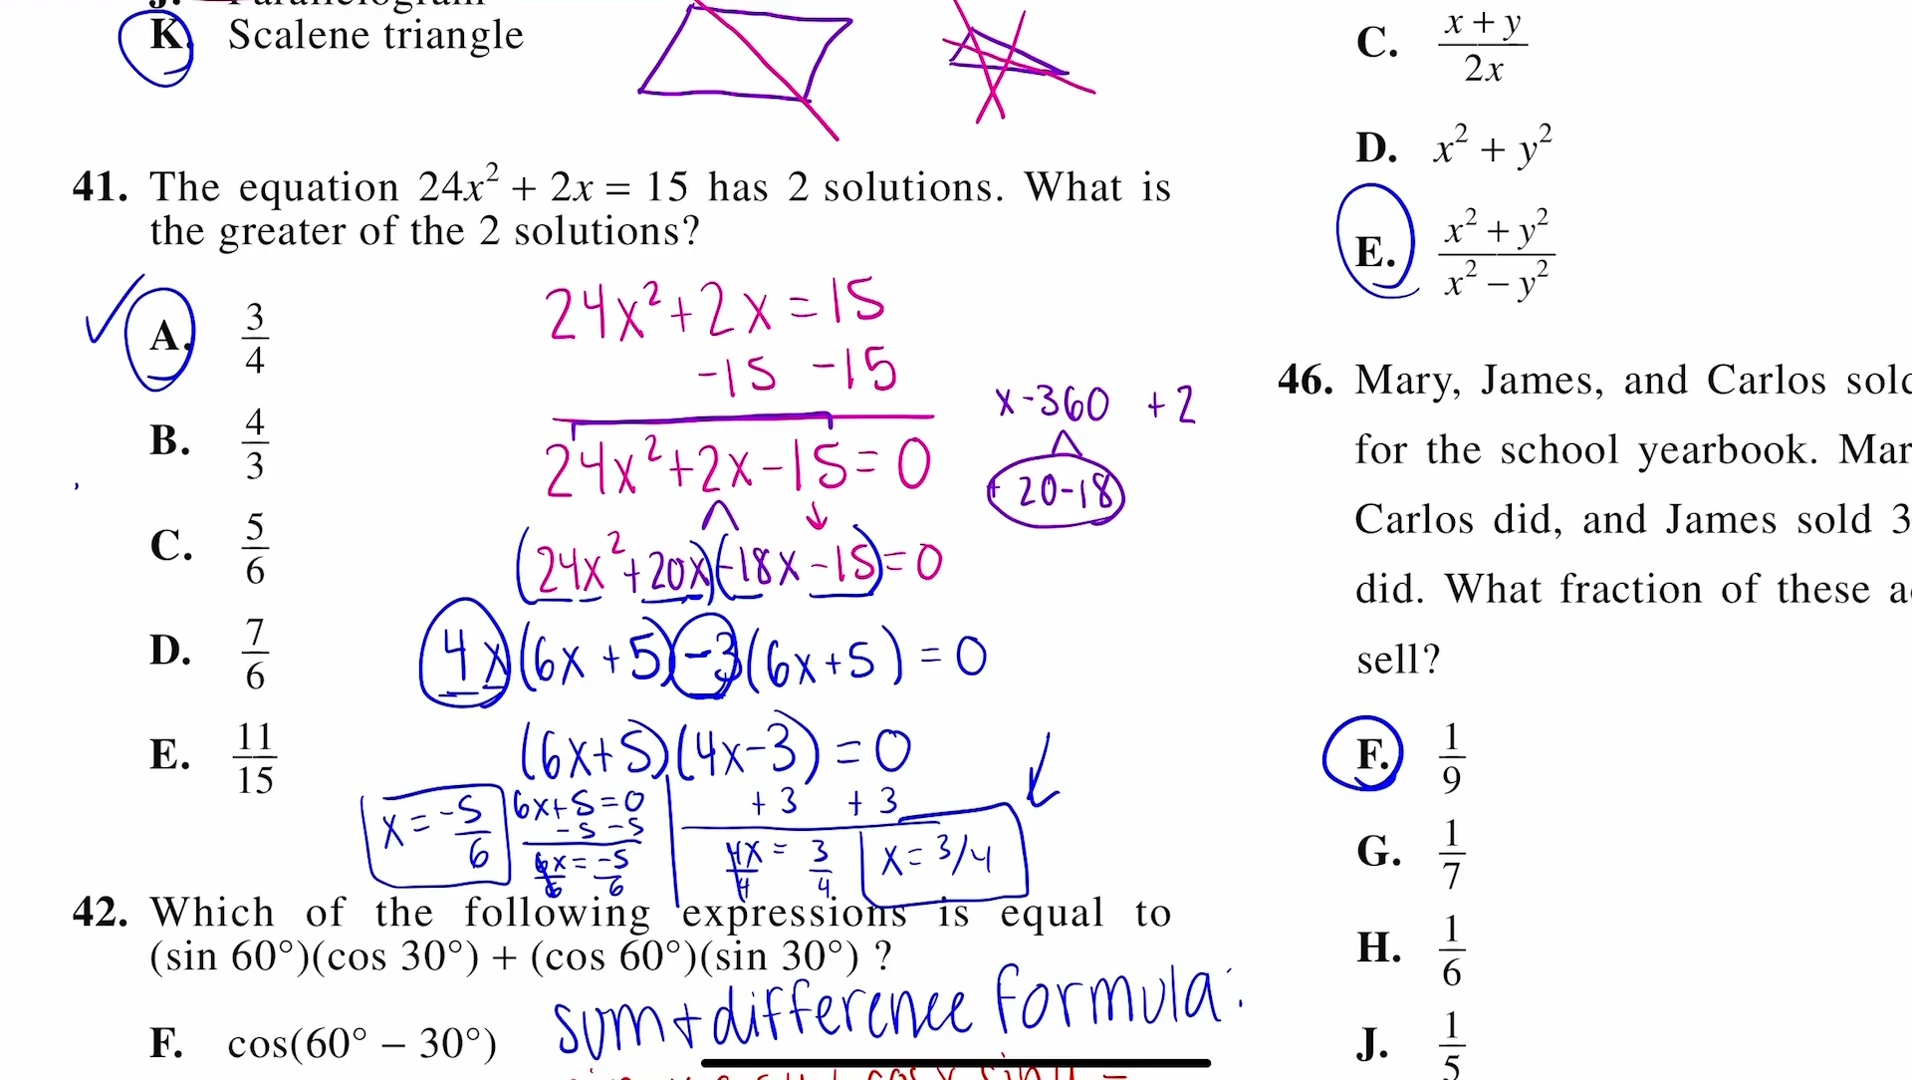 K. Scalene triangle
41. The equation 24x² + 2x = 15 has 2 solutions. What is
the greater of the 2 solutions?
A. 3/4
B. 4/3
C. 5/6
D. 7/6
E. 11/15
24x²+2x=15
-15 -15
24x²+2x-15=0
x-360 +2
+20-18
(24x²+20x)(-18x-15)=0
4x(6x+5)-3(6x+5)=0
(6x+5)(4x-3)=0
+3 +3
6x+5=0
-5 -5
6x/6=-5/6
x=-5/6
4x/4=3/4
x=3/4
42. Which of the following expressions is equal to
(sin 60°)(cos 30°) + (cos 60°)(sin 30°) ?
sum+difference formula:
F. cos(60° – 30°)
C. x + y/2x
D. x² + y²
E. x² + y²/x² – y²
46. Mary, James, and Carlos
for the school yearbook.
Carlos did, and James sold 3
did. What fraction of these
sell?
F. 1/9
G. 1/7
H. 1/6
J. 1/5